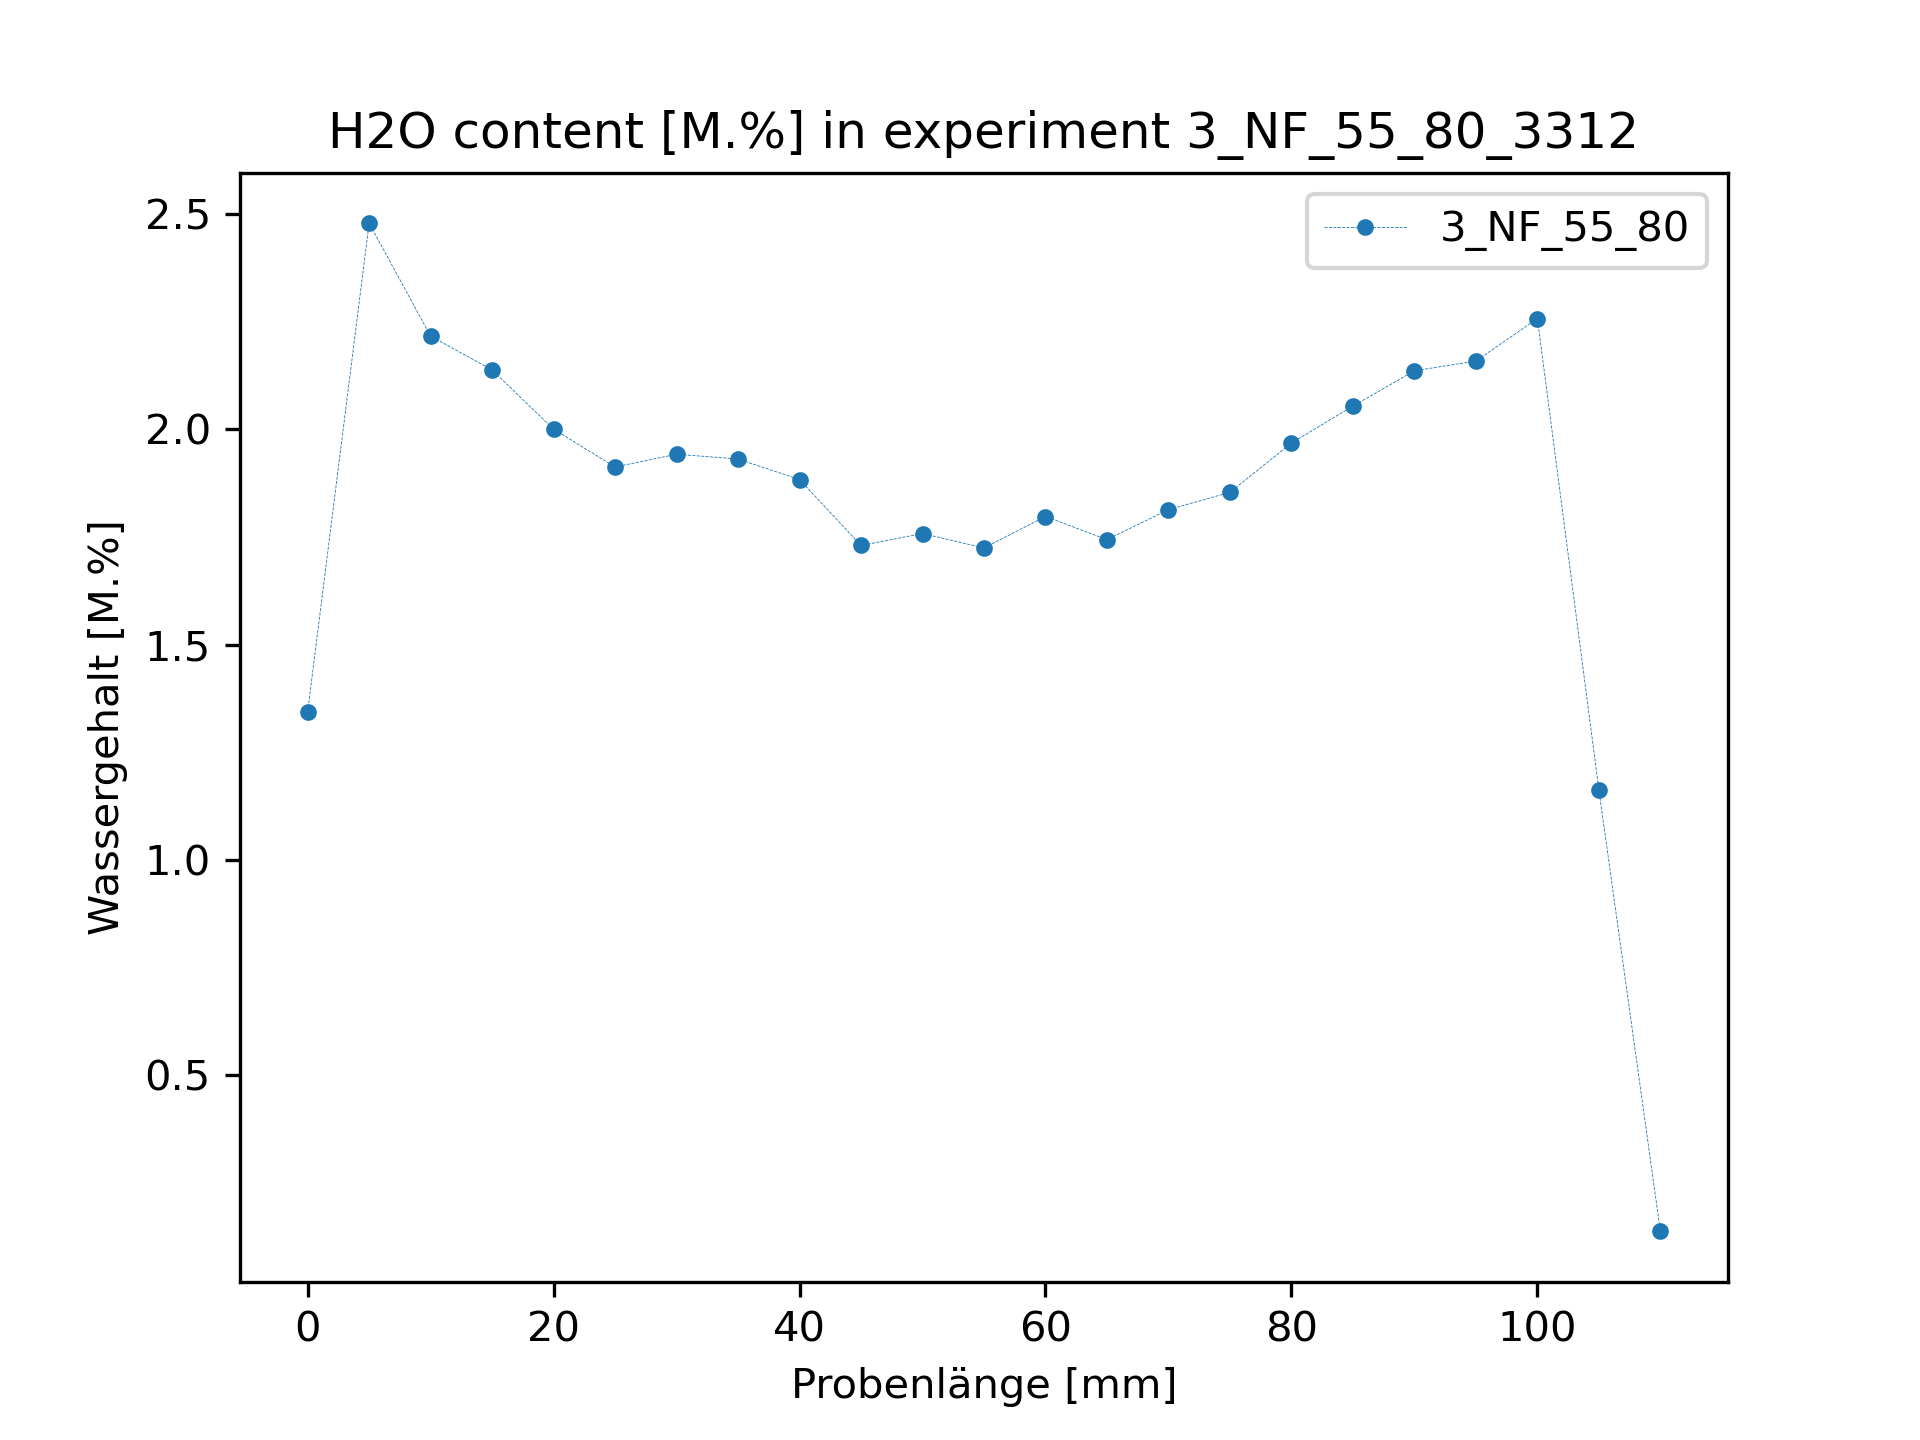 H2O content [M.%] in experiment 3_NF_55_80_3312
3_NF_55_80
2.5
2.0
1.5
1.0
0.5
Wassergehalt [M.%]
0 20 40 60 80 100
Probenlänge [mm]